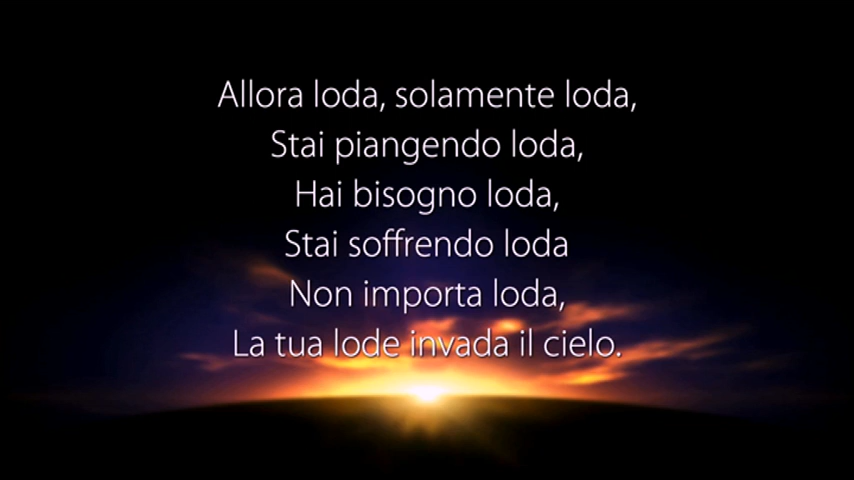 Allora loda, solamente loda,
Stai piangendo loda,
Hai bisogno loda,
Stai soffrendo loda
Non importa loda,
La tua lode invada il cielo.